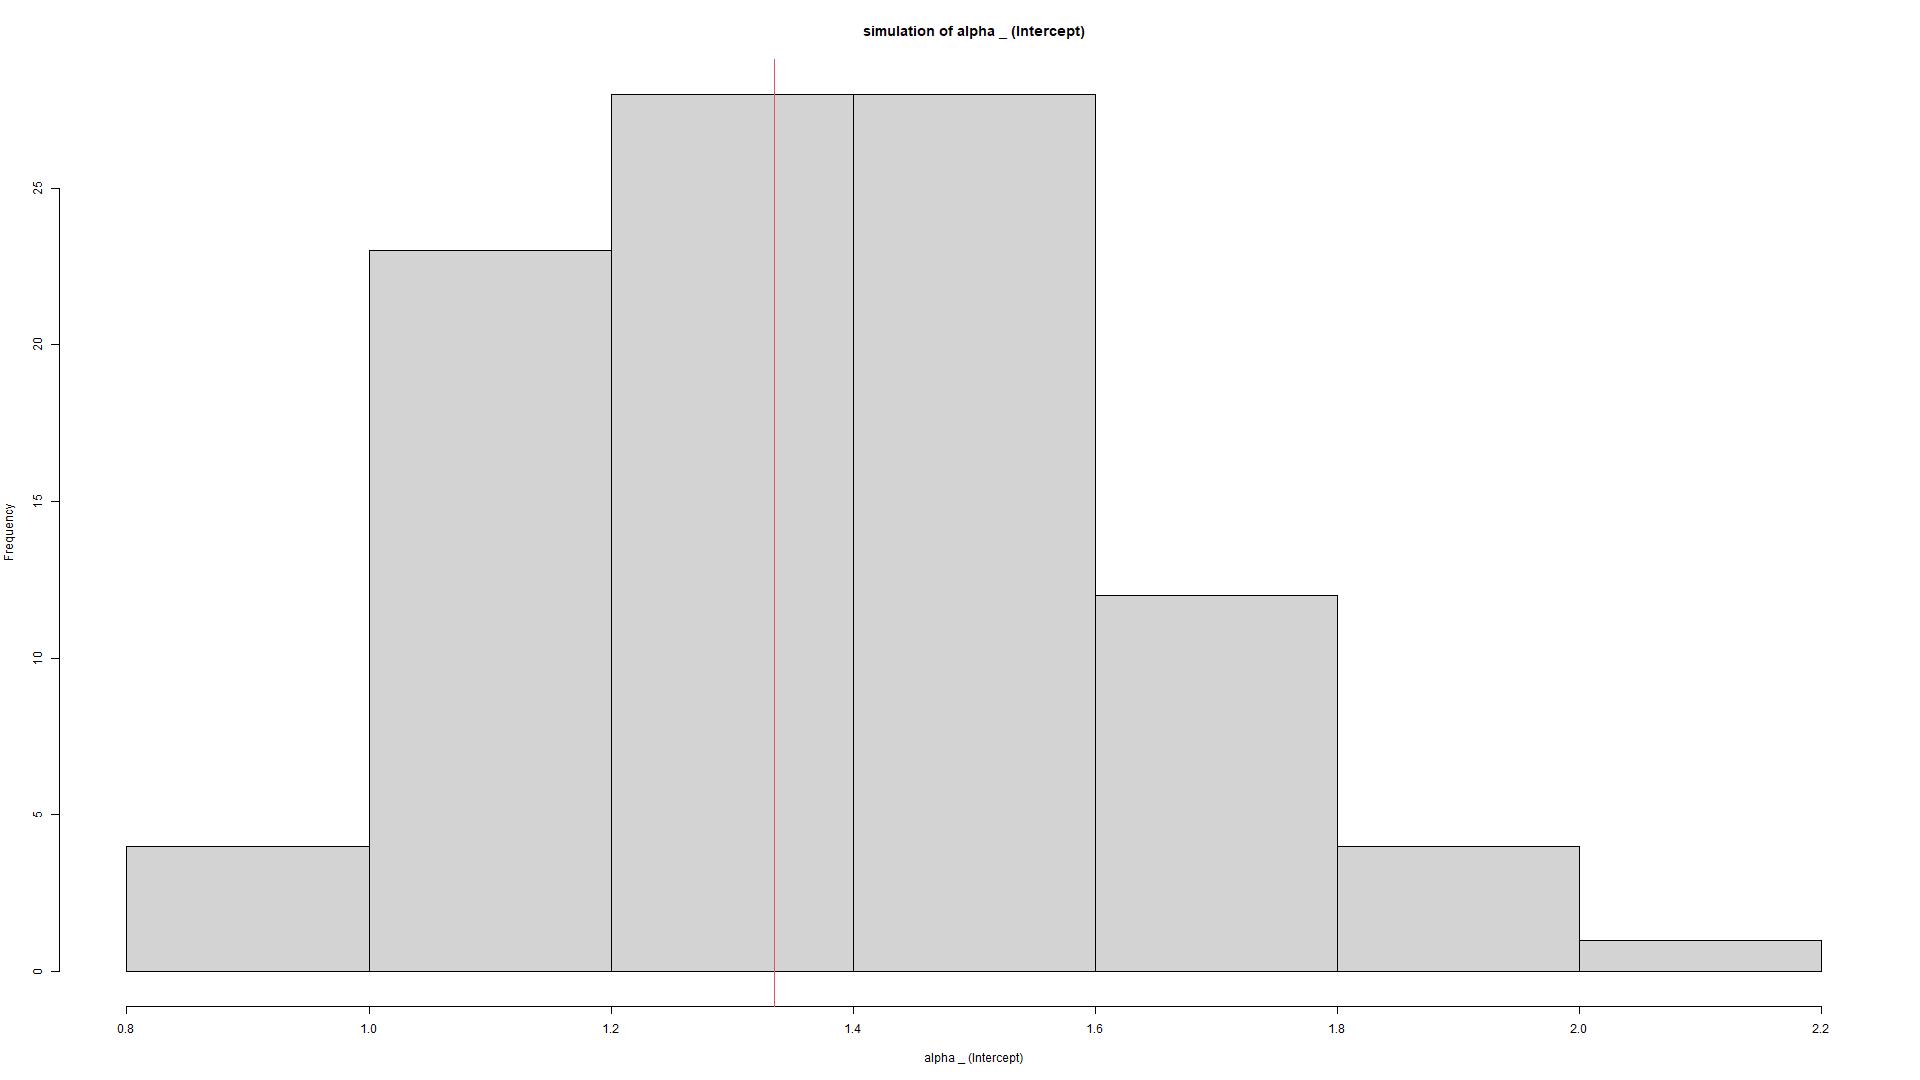 simulation of alpha _ (Intercept)
25
20
15
10
5
0
Frequency
0.8 1.0 1.2 1.4 1.6 1.8 2.0 2.2
alpha _ (Intercept)